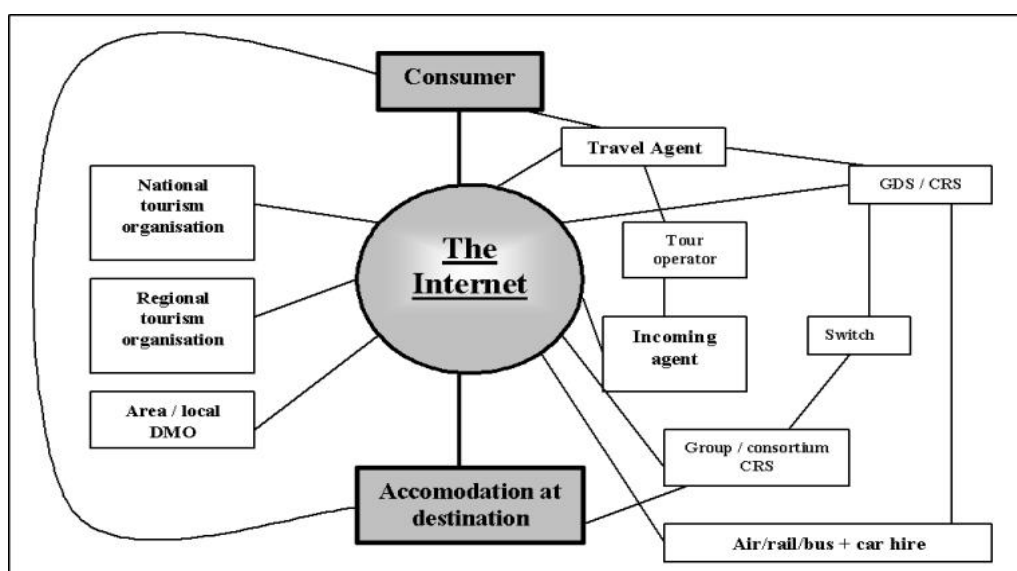 Consumer
Travel Agent
GDS / CRS
National
tourism
organisation
The
Internet
Tour
operator
Regional
tourism
organisation
Incoming
agent
Switch
Area / local
DMO
Group / consortium
CRS
Accomodation at
destination
Air/rail/bus + car hire